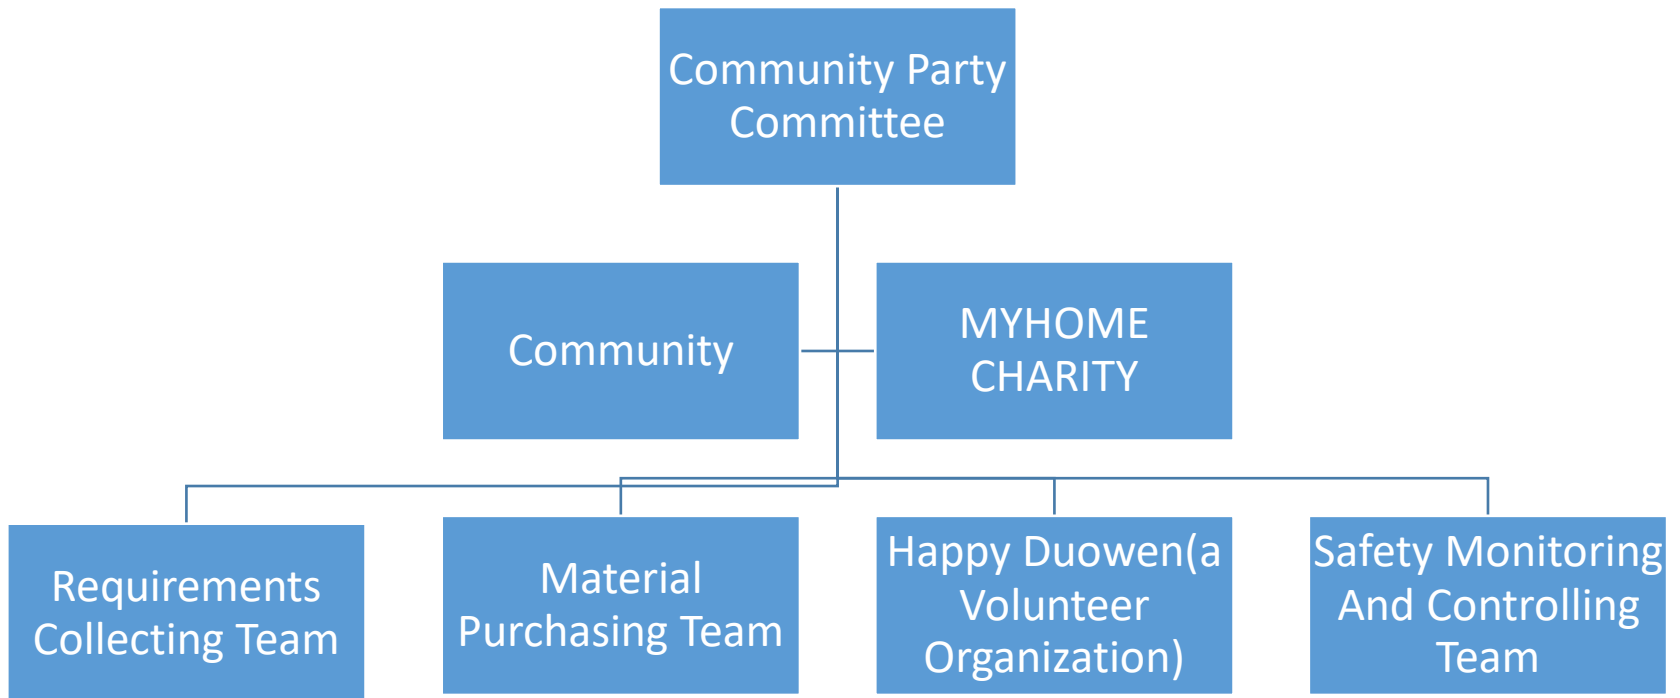 Community Party
Committee
Community
MYHOME
CHARITY
Requirements
Collecting Team
Material
Purchasing Team
Happy Duowen(a
Volunteer
Organization)
Safety Monitoring
And Controlling
Team